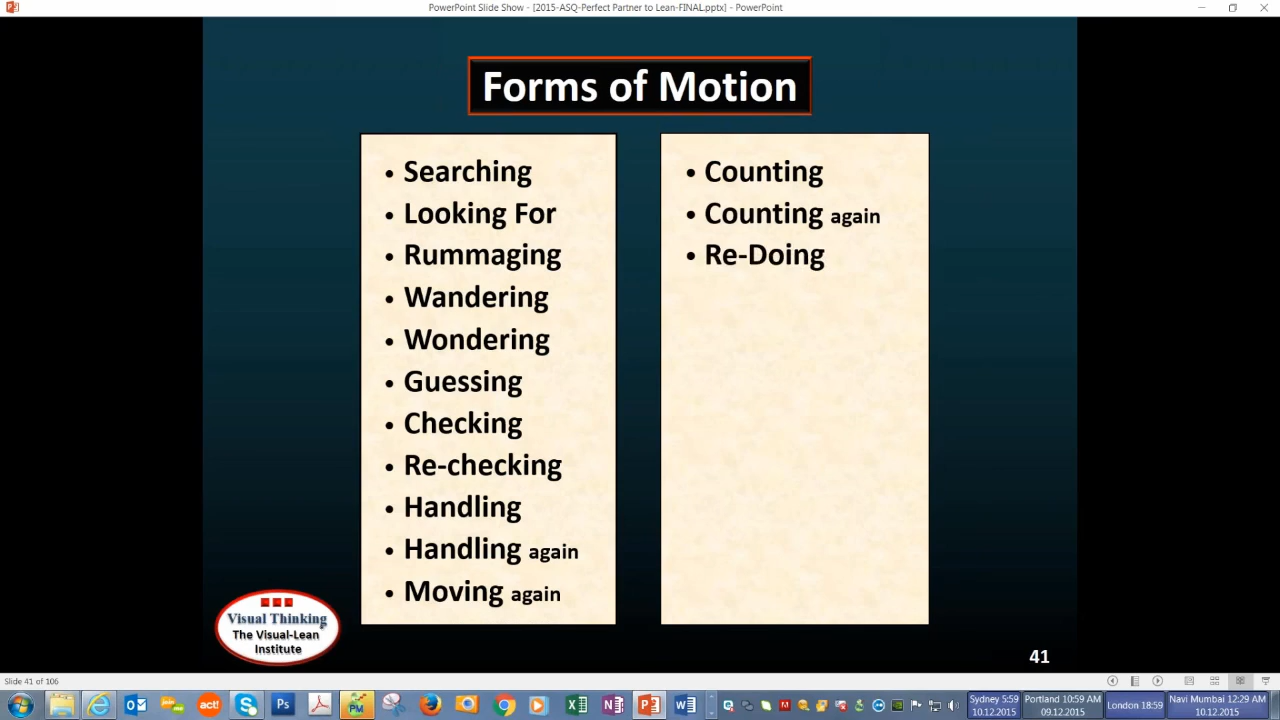 PowerPoint Slide Show - [2015-ASQ-Perfect Partner to Lean-FINAL.pptx] - PowerPoint
Forms of Motion
• Searching
• Looking For
• Rummaging
• Wandering
• Wondering
• Guessing
• Checking
• Re-checking
• Handling
• Handling again
• Moving again
• Counting
• Counting again
• Re-Doing
Visual Thinking
The Visual-Lean
Institute
41
Slide 41 of 106
act!
Ps
PM
Sydney 5:59
10.12.2015
Portland 10:59 AM
09.12.2015
London 18:59
Navi Mumbai 12:29 AM
10.12.2015